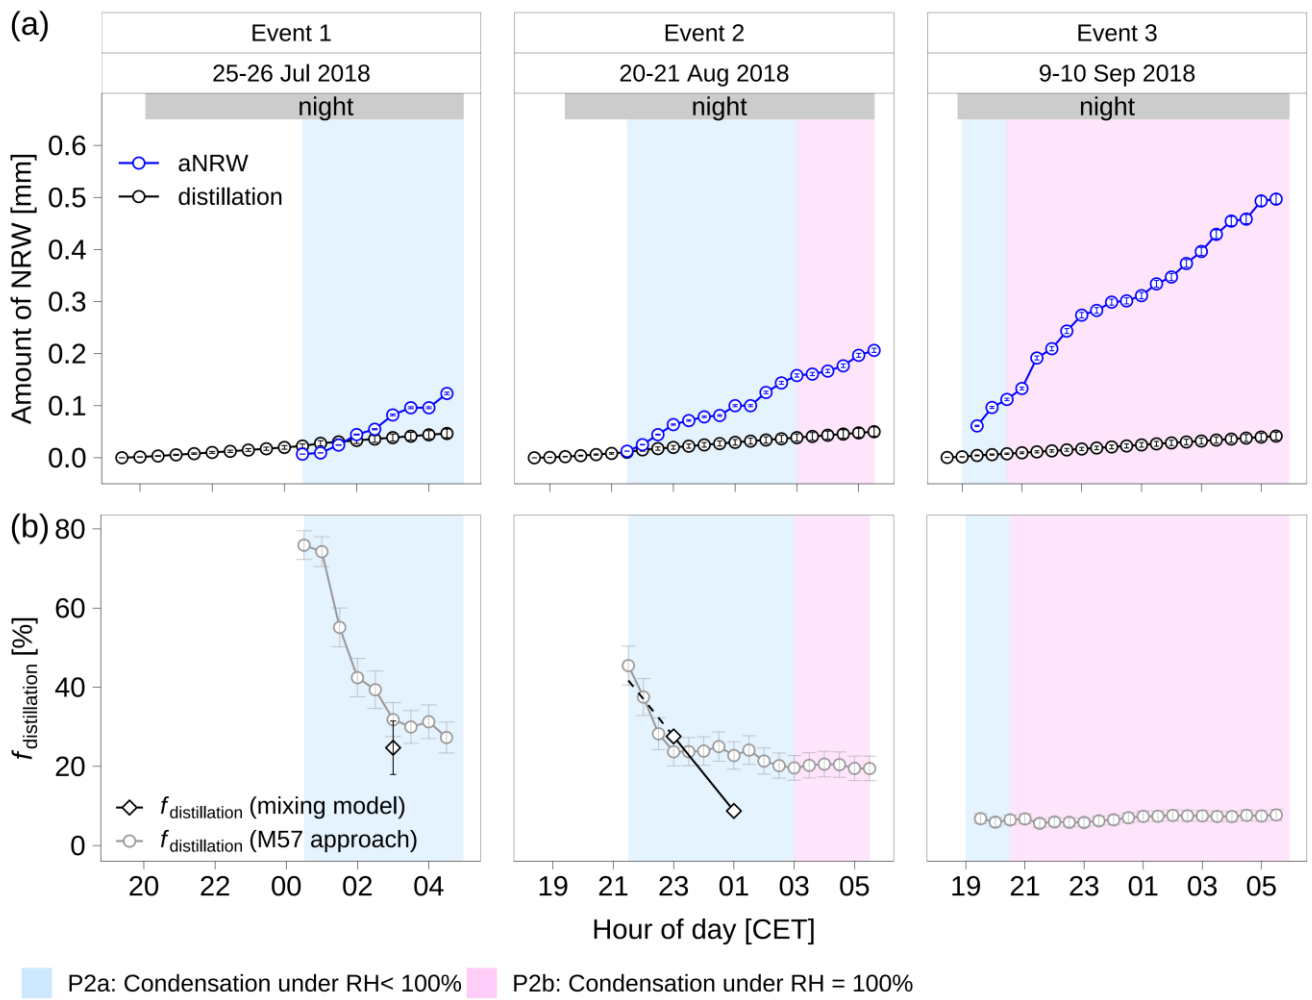 (a)
Event 1
Event 2
Event 3
25-26 Jul 2018
20-21 Aug 2018
9-10 Sep 2018
night
night
night
Amount of NRW [mm]
0.6
0.5
0.4
0.3
0.2
0.1
0.0
aNRW
distillation
(b)
f distillation [%]
80
60
40
20
0
f distillation (mixing model)
f distillation (M57 approach)
20 22 00 02 04
19 21 23 01 03 05
19 21 23 01 03 05
Hour of day [CET]
P2a: Condensation under RH< 100%
P2b: Condensation under RH = 100%